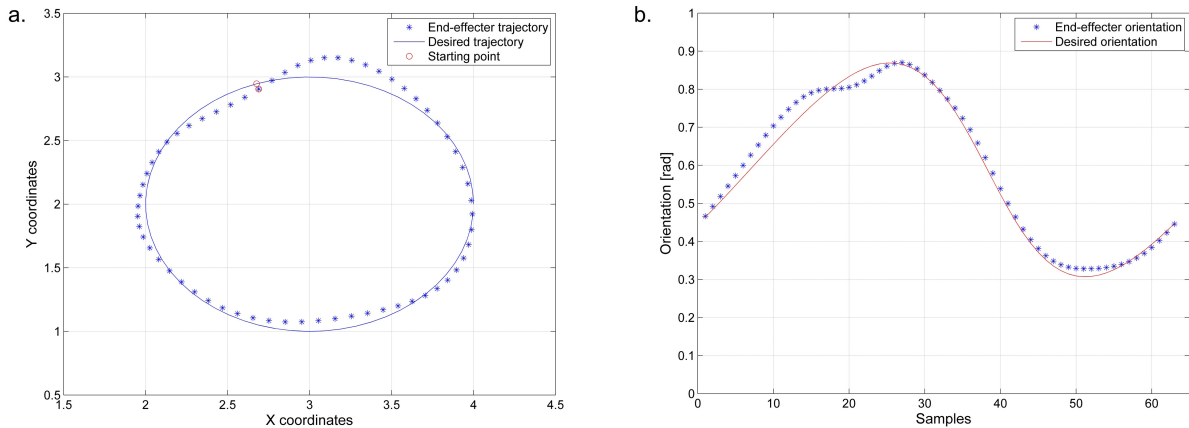 a.
End-effecter trajectory
Desired trajectory
Starting point
3.5
3
2.5
2
1.5
1
0.5
Y coordinates
1.5 2 2.5 3 3.5 4 4.5
X coordinates
b.
End-effecter orientation
Desired orientation
1
0.9
0.8
0.7
0.6
0.5
0.4
0.3
0.2
0.1
0
Orientation [rad]
0 10 20 30 40 50 60
Samples